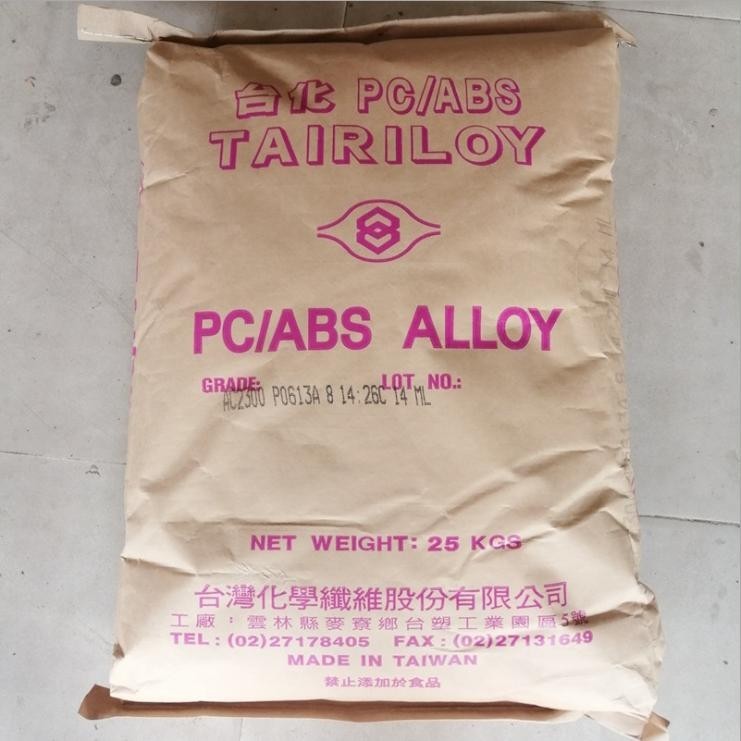 台化 PC/ABS
TAIRILOY
PC/ABS ALLOY
GRADE: LOT NO.:
AC2300 P0613A 8 14:26C 14 ML
NET WEIGHT: 25 KGS
台灣化學纖維股份有限公司
工廠：雲林縣麥寮鄉台塑工業園區5號
TEL：(02)27178405 FAX：(02)27131649
MADE IN TAIWAN
禁止添加於食品